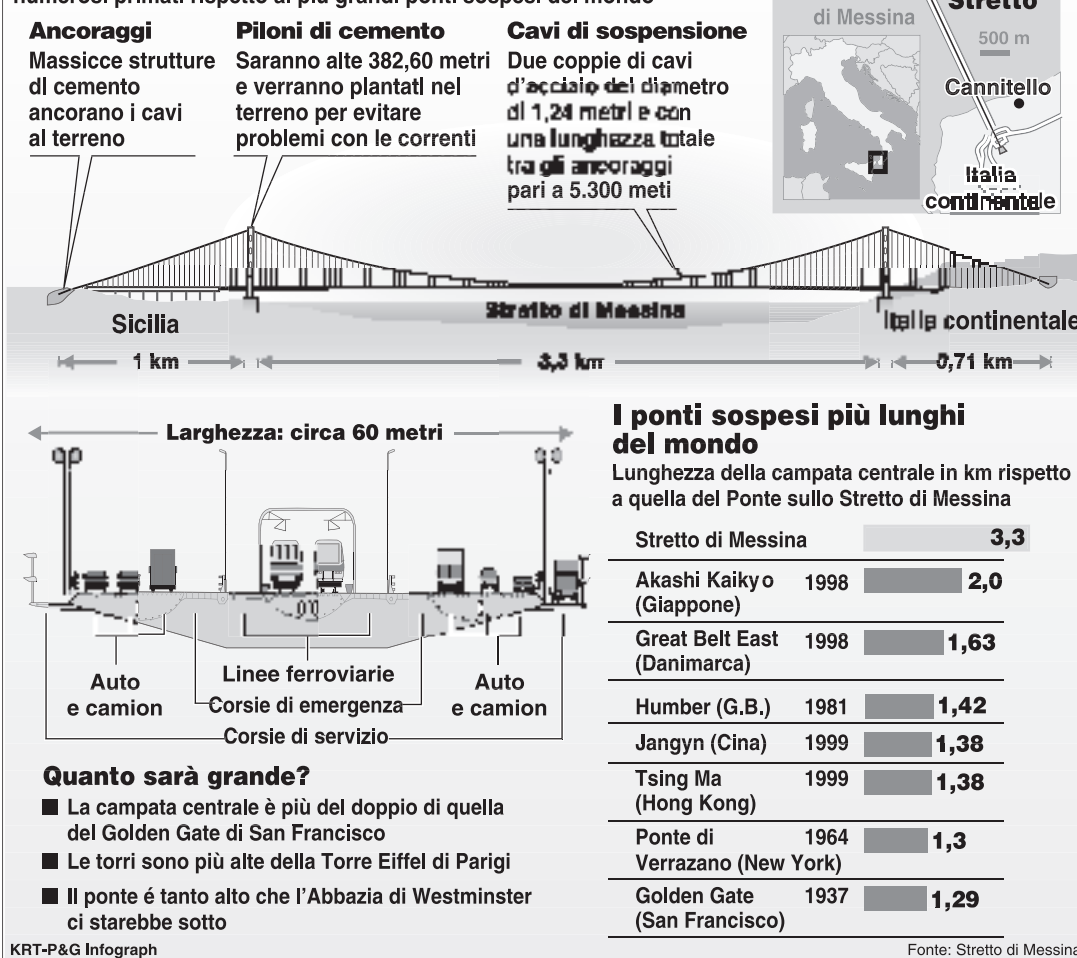 numerosi primati rispetto ai più grandi ponti sospesi del mondo
Ancoraggi
Massicce strutture
di cemento
ancorano i cavi
al terreno
Piloni di cemento
Saranno alte 382,60 metri
e verranno plantati nel
terreno per evitare
problemi con le correnti
Cavi di sospensione
Due coppie di cavi
d'acciaio del diametro
di 1,24 metri e con
una lunghazza totale
tra gli ancoraggi
pari a 5.300 meti
di Messina
Stretto
500 m
Cannitello
Italia
continentale
Stretto di Messina
Sicilia
Italia continentale
1 km
3,3 km
0,71 km
Larghezza: circa 60 metri
Auto
e camion
Linee ferroviarie
Auto
e camion
Corsie di emergenza
Corsie di servizio
Quanto sarà grande?
■ La campata centrale è più del doppio di quella
del Golden Gate di San Francisco
■ Le torri sono più alte della Torre Eiffel di Parigi
■ Il ponte é tanto alto che l'Abbazia di Westminster
ci starebbe sotto
I ponti sospesi più lunghi
del mondo
Lunghezza della campata centrale in km rispetto
a quella del Ponte sullo Stretto di Messina
Stretto di Messina 3,3
Akashi Kaikyo 1998 2,0
(Giappone)
Great Belt East 1998 1,63
(Danimarca)
Humber (G.B.) 1981 1,42
Jangyn (Cina) 1999 1,38
Tsing Ma 1999 1,38
(Hong Kong)
Ponte di 1964 1,3
Verrazano (New York)
Golden Gate 1937 1,29
(San Francisco)
KRT-P&G Infograph
Fonte: Stretto di Messina